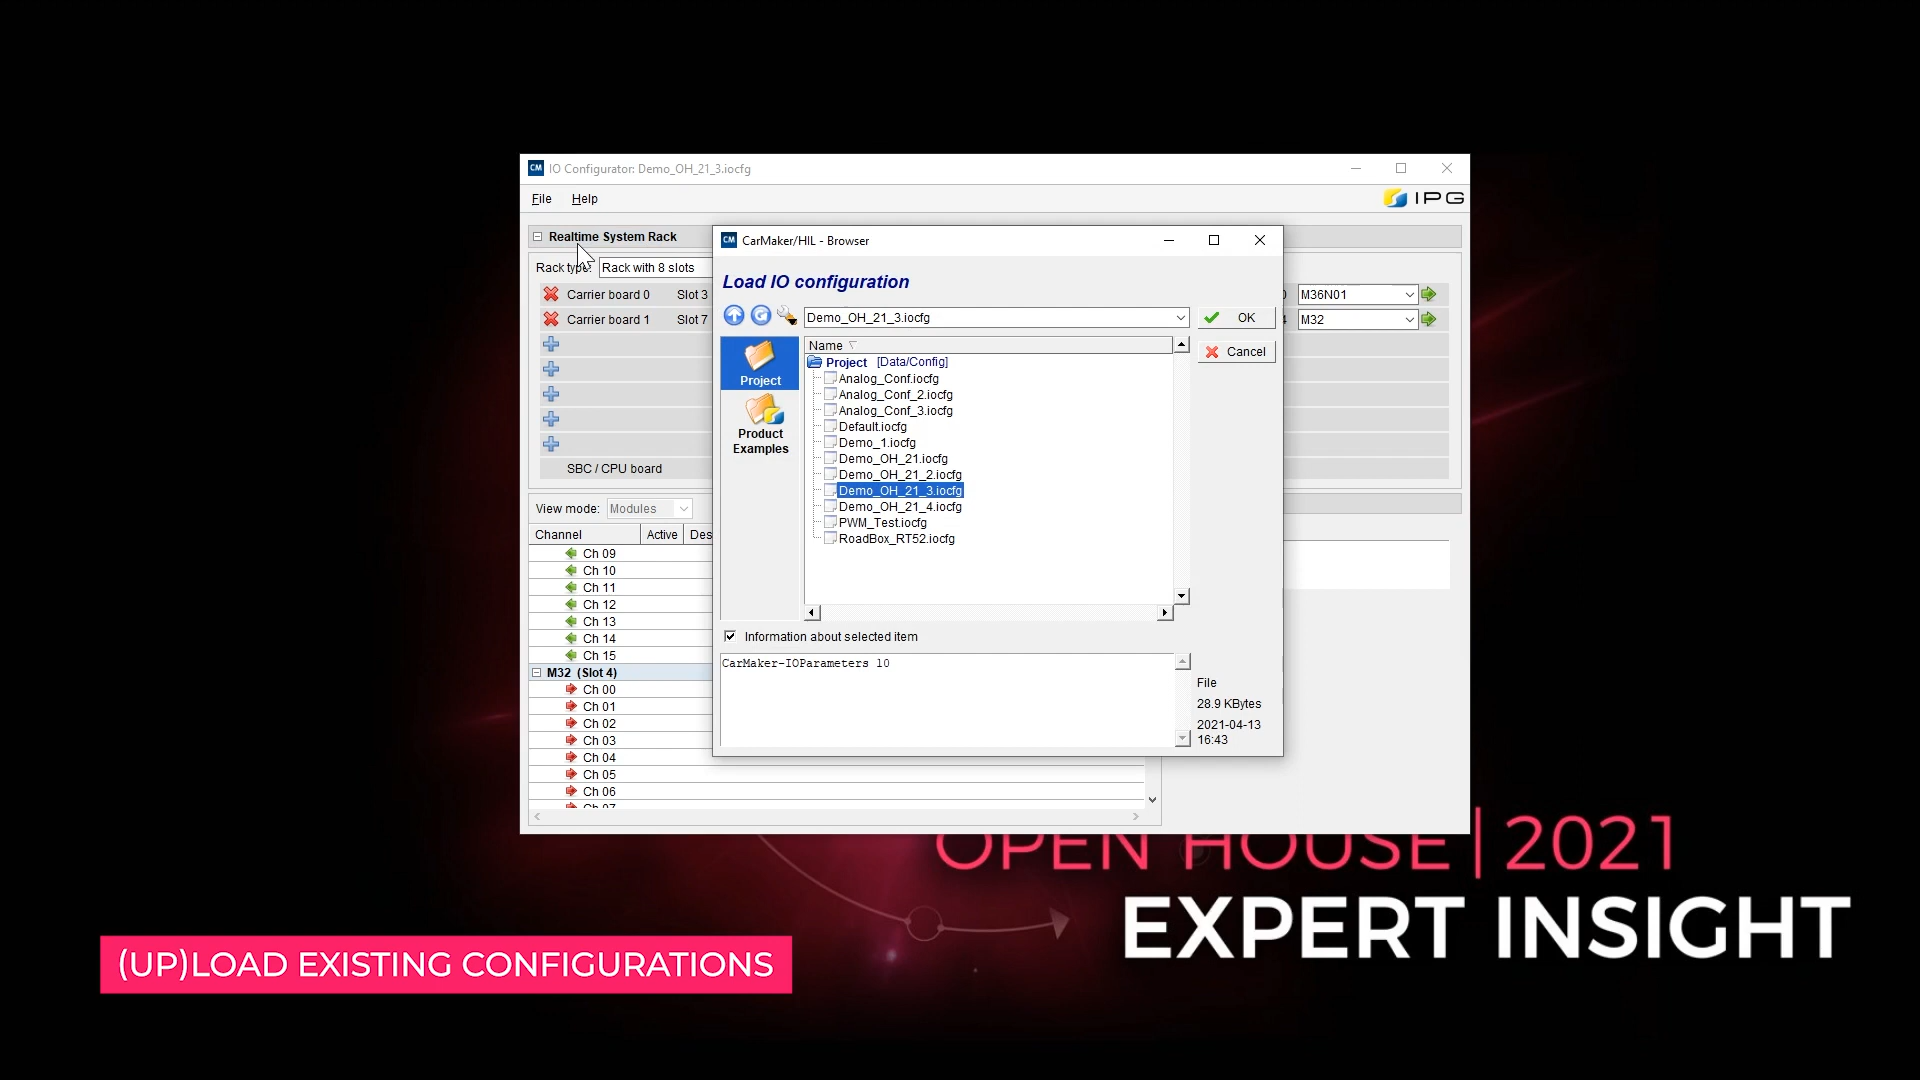 CM IO Configurator: Demo_OH_21_3.iocfg
File Help
IPG
Realtime System Rack
Rack type: Rack with 8 slots
Carrier board 0 Slot 3
M36N01
Carrier board 1 Slot 7
M32
SBC / CPU board
View mode: Modules
Channel Active Des
Ch 09
Ch 10
Ch 11
Ch 12
Ch 13
Ch 14
Ch 15
M32 (Slot 4)
Ch 00
Ch 01
Ch 02
Ch 03
Ch 04
Ch 05
Ch 06
Ch 07
CM CarMaker/HIL - Browser
Load IO configuration
Demo_OH_21_3.iocfg
OK
Cancel
Project
Product
Examples
Name
Project [Data/Config]
Analog_Conf.iocfg
Analog_Conf_2.iocfg
Analog_Conf_3.iocfg
Default.iocfg
Demo_1.iocfg
Demo_OH_21.iocfg
Demo_OH_21_2.iocfg
Demo_OH_21_3.iocfg
Demo_OH_21_4.iocfg
PWM_Test.iocfg
RoadBox_RT52.iocfg
Information about selected item
CarMaker-IOParameters 10
File
28.9 KBytes
2021-04-13
16:43
OPEN HOUSE | 2021
EXPERT INSIGHT
(UP)LOAD EXISTING CONFIGURATIONS